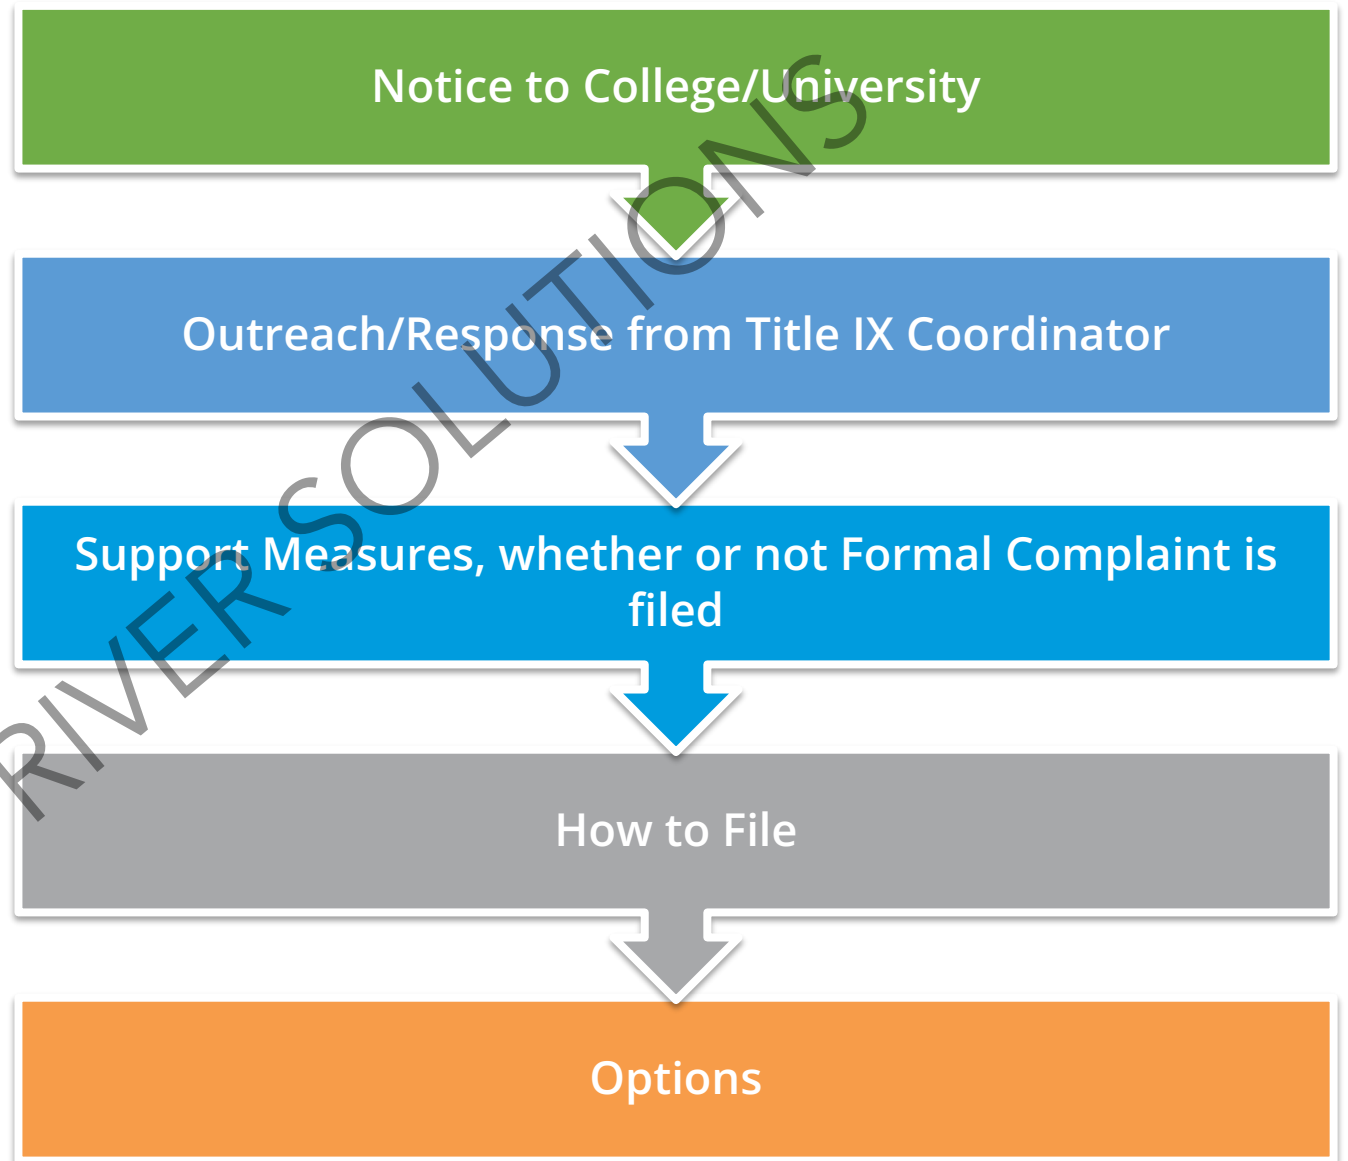 Notice to College/University
Outreach/Response from Title IX Coordinator
Support Measures, whether or not Formal Complaint is
filed
How to File
Options
RIVER SOLUTIONS